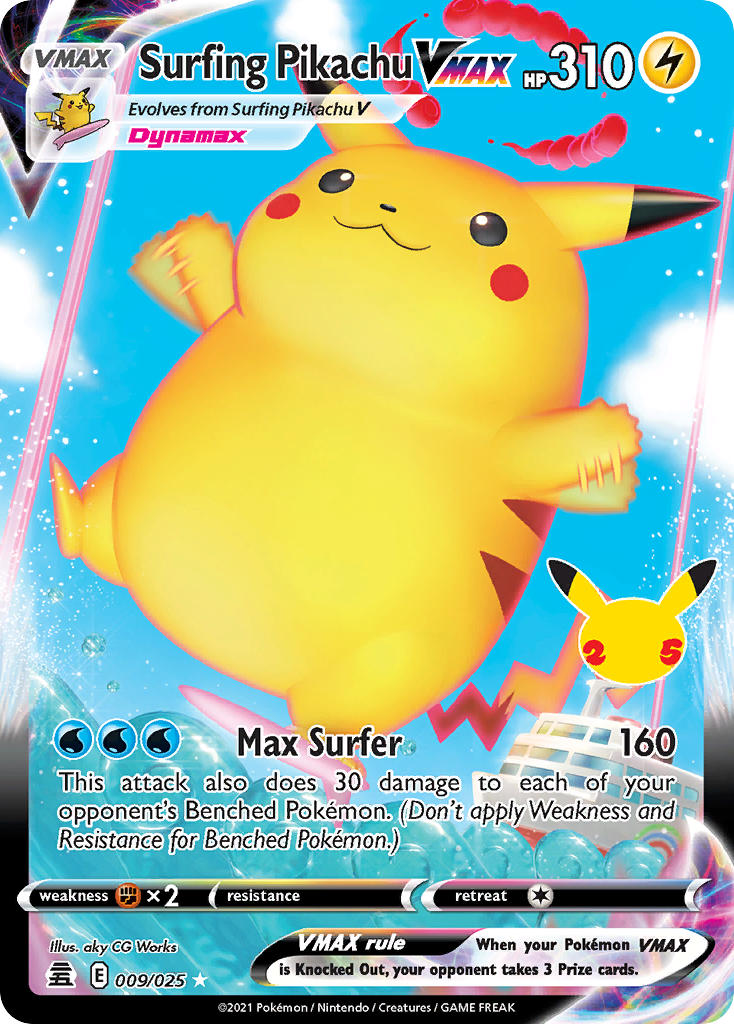 VMAX
Surfing Pikachu VMAX HP 310
Evolves from Surfing Pikachu V
Dynamax
25
Max Surfer 160
This attack also does 30 damage to each of your
opponent's Benched Pokémon. (Don't apply Weakness and
Resistance for Benched Pokémon.)
weakness ×2 resistance retreat
Illus. aky CG Works
VMAX rule When your Pokémon VMAX
is Knocked Out, your opponent takes 3 Prize cards.
E 009/025
©2021 Pokémon / Nintendo / Creatures / GAME FREAK